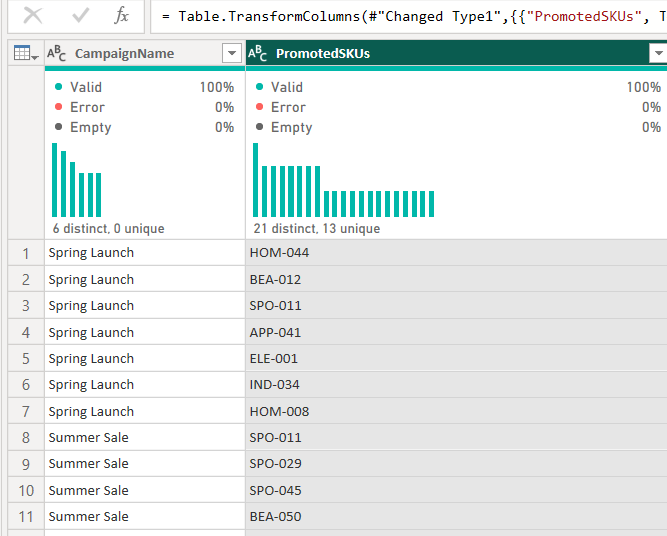 fx = Table.TransformColumns(#"Changed Type1",{{"PromotedSKUs", T
ABC CampaignName ABC PromotedSKUs
Valid 100% Valid 100%
Error 0% Error 0%
Empty 0% Empty 0%
6 distinct, 0 unique 21 distinct, 13 unique
1 Spring Launch HOM-044
2 Spring Launch BEA-012
3 Spring Launch SPO-011
4 Spring Launch APP-041
5 Spring Launch ELE-001
6 Spring Launch IND-034
7 Spring Launch HOM-008
8 Summer Sale SPO-011
9 Summer Sale SPO-029
10 Summer Sale SPO-045
11 Summer Sale BEA-050